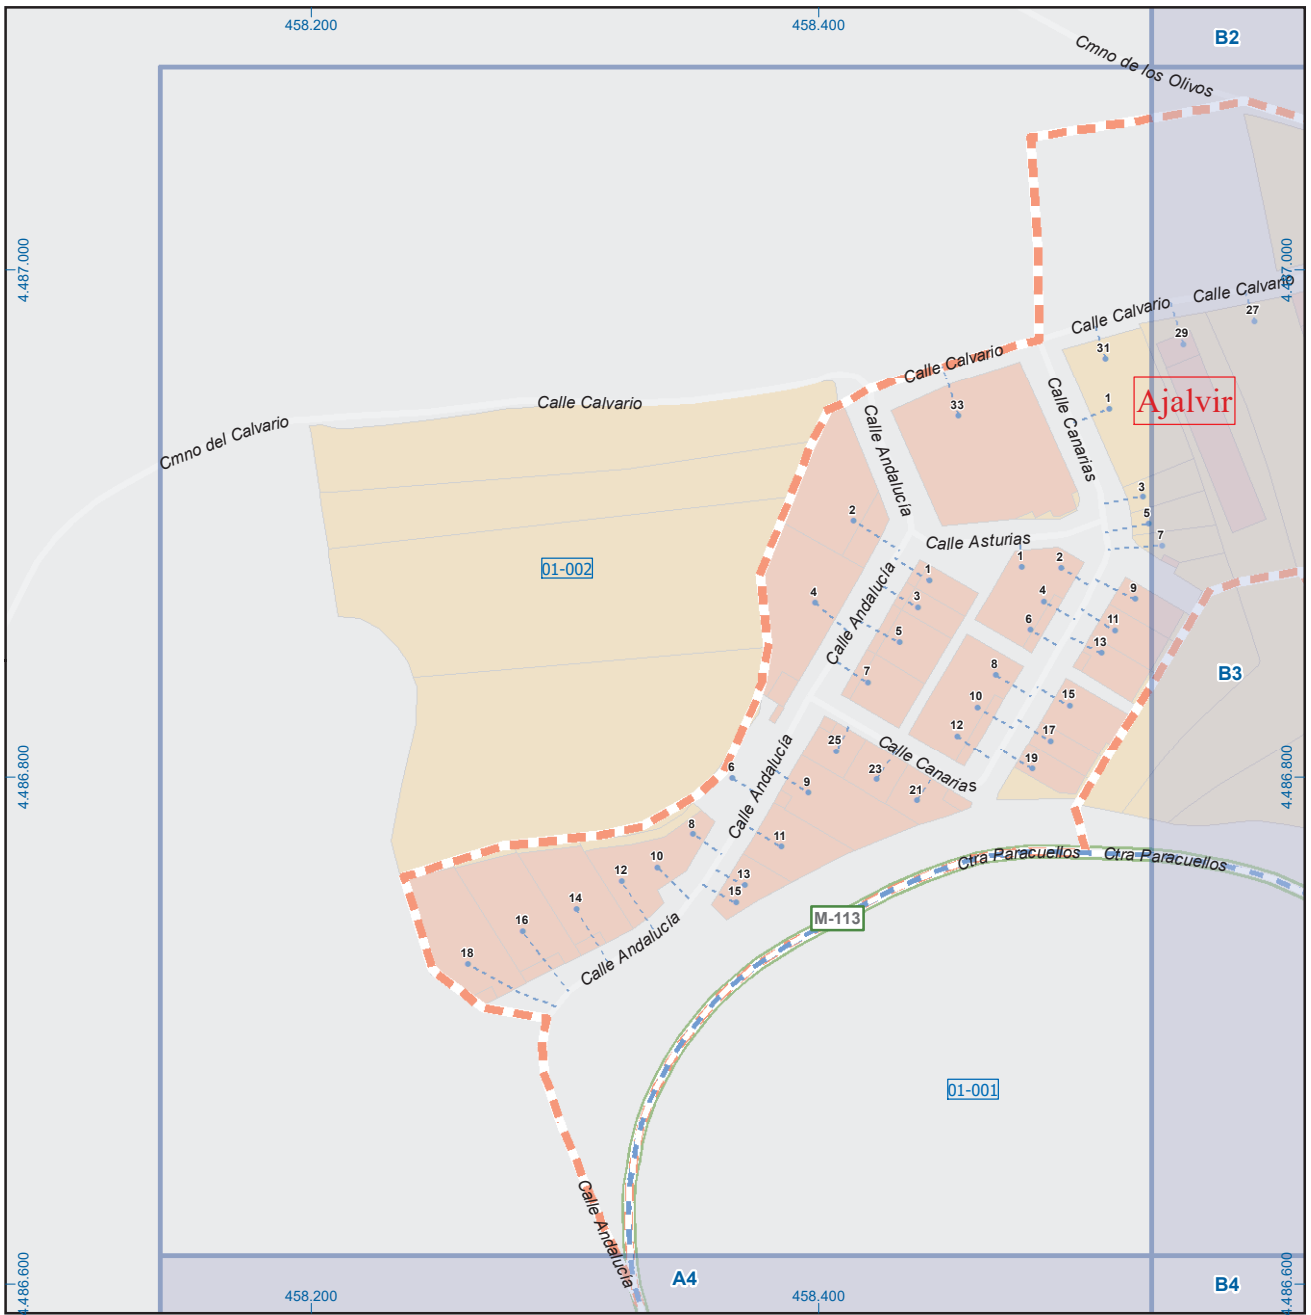 458.200
458.400
B2
Cmno de los Olivos
4.487.000
4.487.000
Calle Calvario
Calle Calvario
27
29
31
Calle Calvario
Ajalvir
33
1
Calle Canarias
Calle Calvario
Calle Andalucía
Cmno del Calvario
3
2
5
7
Calle Asturias
01-002
1
1
2
9
4
3
4
11
6
5
13
Calle Andalucía
7
8
B3
15
10
12
17
25
Calle Canarias
19
23
21
6
9
4.486.800
4.486.800
Calle Andalucía
8
11
10
12
13
15
Ctra Paracuellos
Ctra Paracuellos
14
M-113
16
18
Calle Andalucía
01-001
Calle Andalucía
A4
B4
4.486.600
4.486.600
458.200
458.400